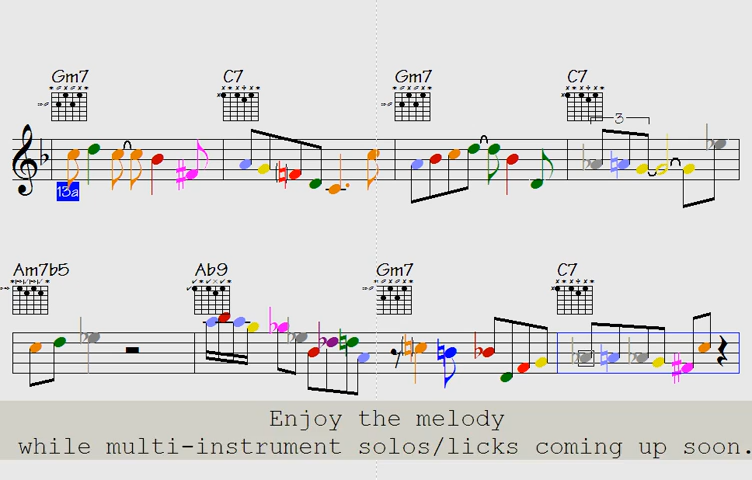 Gm7 C7 Gm7 C7
3
13a
Am7b5 Ab9 Gm7 C7
Enjoy the melody
while multi-instrument solos/licks coming up soon.